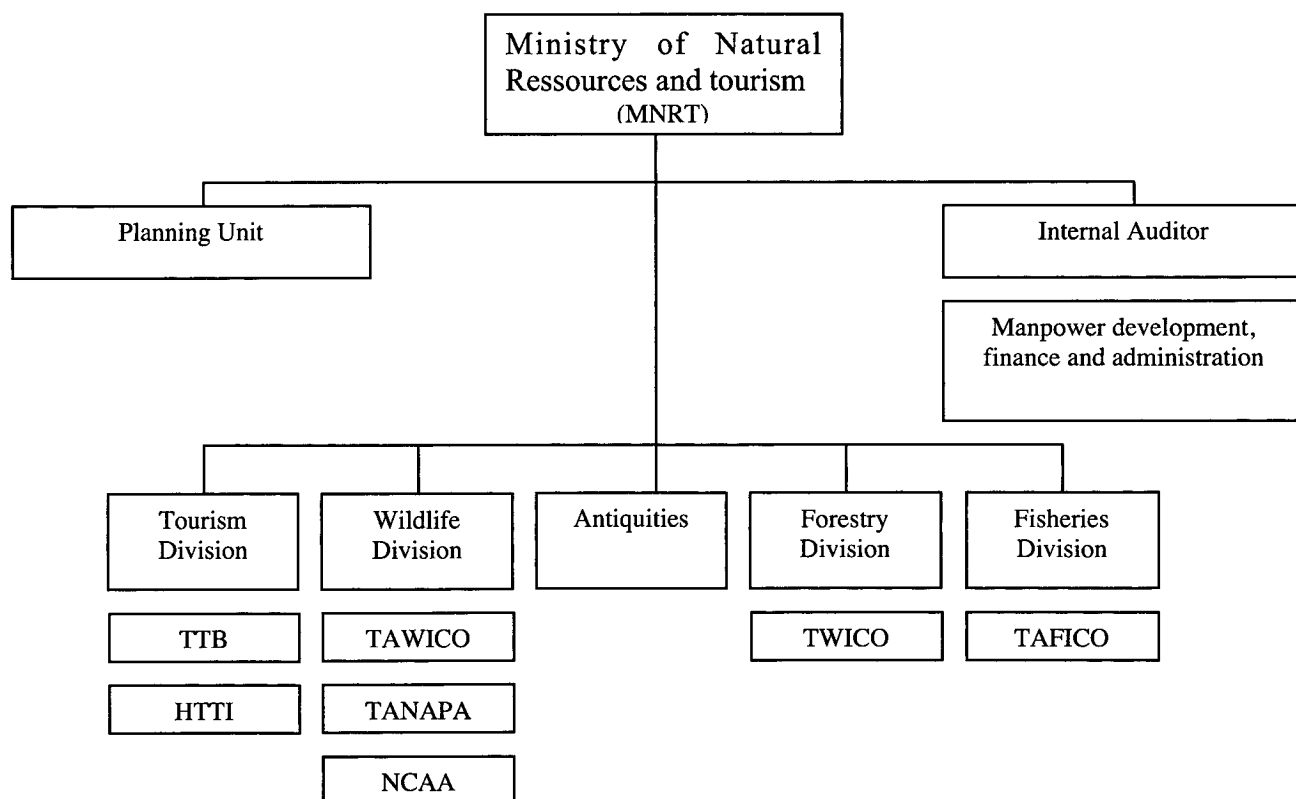 Ministry of Natural
Ressources and tourism
(MNRT)
Planning Unit
Internal Auditor
Manpower development,
finance and administration
Tourism
Division
Wildlife
Division
Antiquities
Forestry
Division
Fisheries
Division
TTB
TAWICO
TWICO
TAFICO
HTTI
TANAPA
NCAA